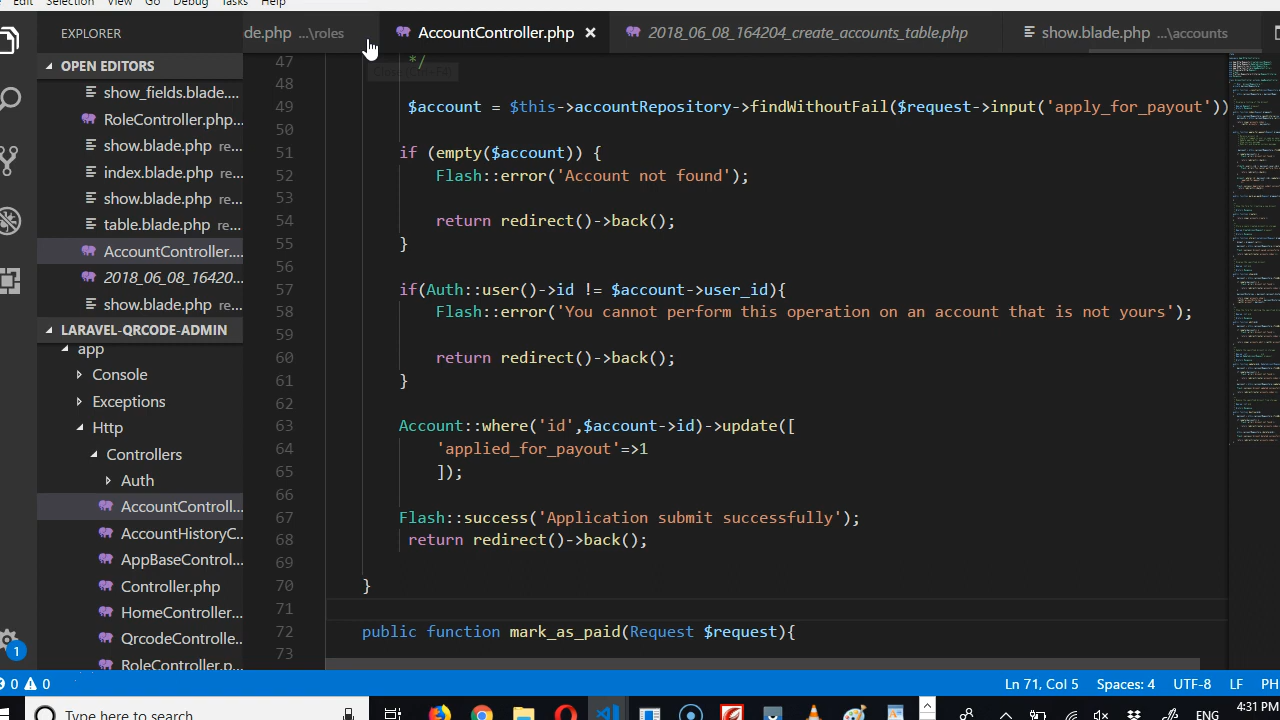 Edit Selection View Go Debug Tasks Help
EXPLORER
de.php ...\roles
AccountController.php ×
2018_06_08_164204_create_accounts_table.php
show.blade.php ...\accounts
OPEN EDITORS
show_fields.blade....
RoleController.php...
show.blade.php re...
index.blade.php re...
show.blade.php re...
table.blade.php re...
AccountController....
2018_06_08_16420...
show.blade.php re...
LARAVEL-QRCODE-ADMIN
app
Console
Exceptions
Http
Controllers
Auth
AccountControll...
AccountHistoryC...
AppBaseControl...
Controller.php
HomeController...
QrcodeControlle...
RoleController.p...
47 */
48
49 $account = $this->accountRepository->findWithoutFail($request->input('apply_for_payout'))
50
51 if (empty($account)) {
52 Flash::error('Account not found');
53
54 return redirect()->back();
55 }
56
57 if(Auth::user()->id != $account->user_id){
58 Flash::error('You cannot perform this operation on an account that is not yours');
59
60 return redirect()->back();
61 }
62
63 Account::where('id',$account->id)->update([
64 'applied_for_payout'=>1
65 ]);
66
67 Flash::success('Application submit successfully');
68 return redirect()->back();
69
70 }
71
72 public function mark_as_paid(Request $request){
73
1
0 0
Ln 71, Col 5 Spaces: 4 UTF-8 LF PH
Type here to search
ENG
4:31 PM